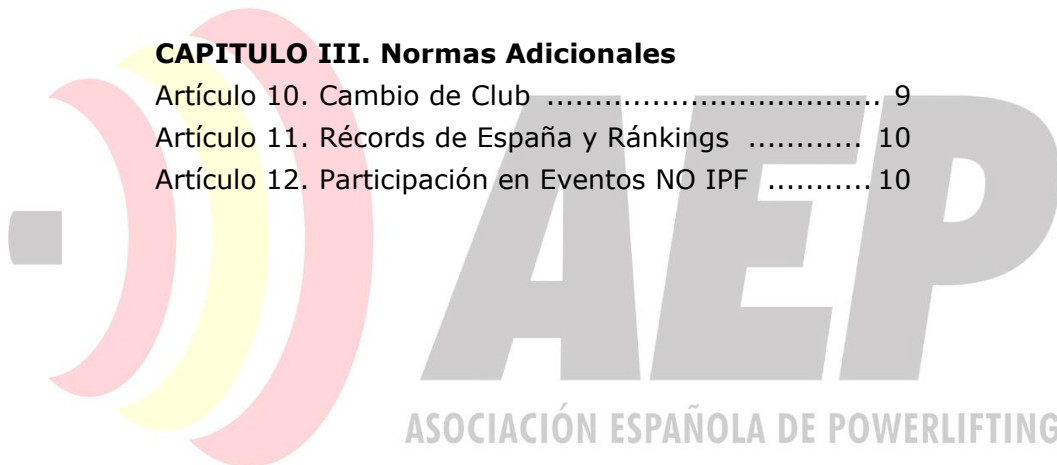 CAPITULO III. Normas Adicionales
Artículo 10. Cambio de Club ................................... 9
Artículo 11. Récords de España y Ránkings ............ 10
Artículo 12. Participación en Eventos NO IPF ........... 10
AEP
ASOCIACIÓN ESPAÑOLA DE POWERLIFTING